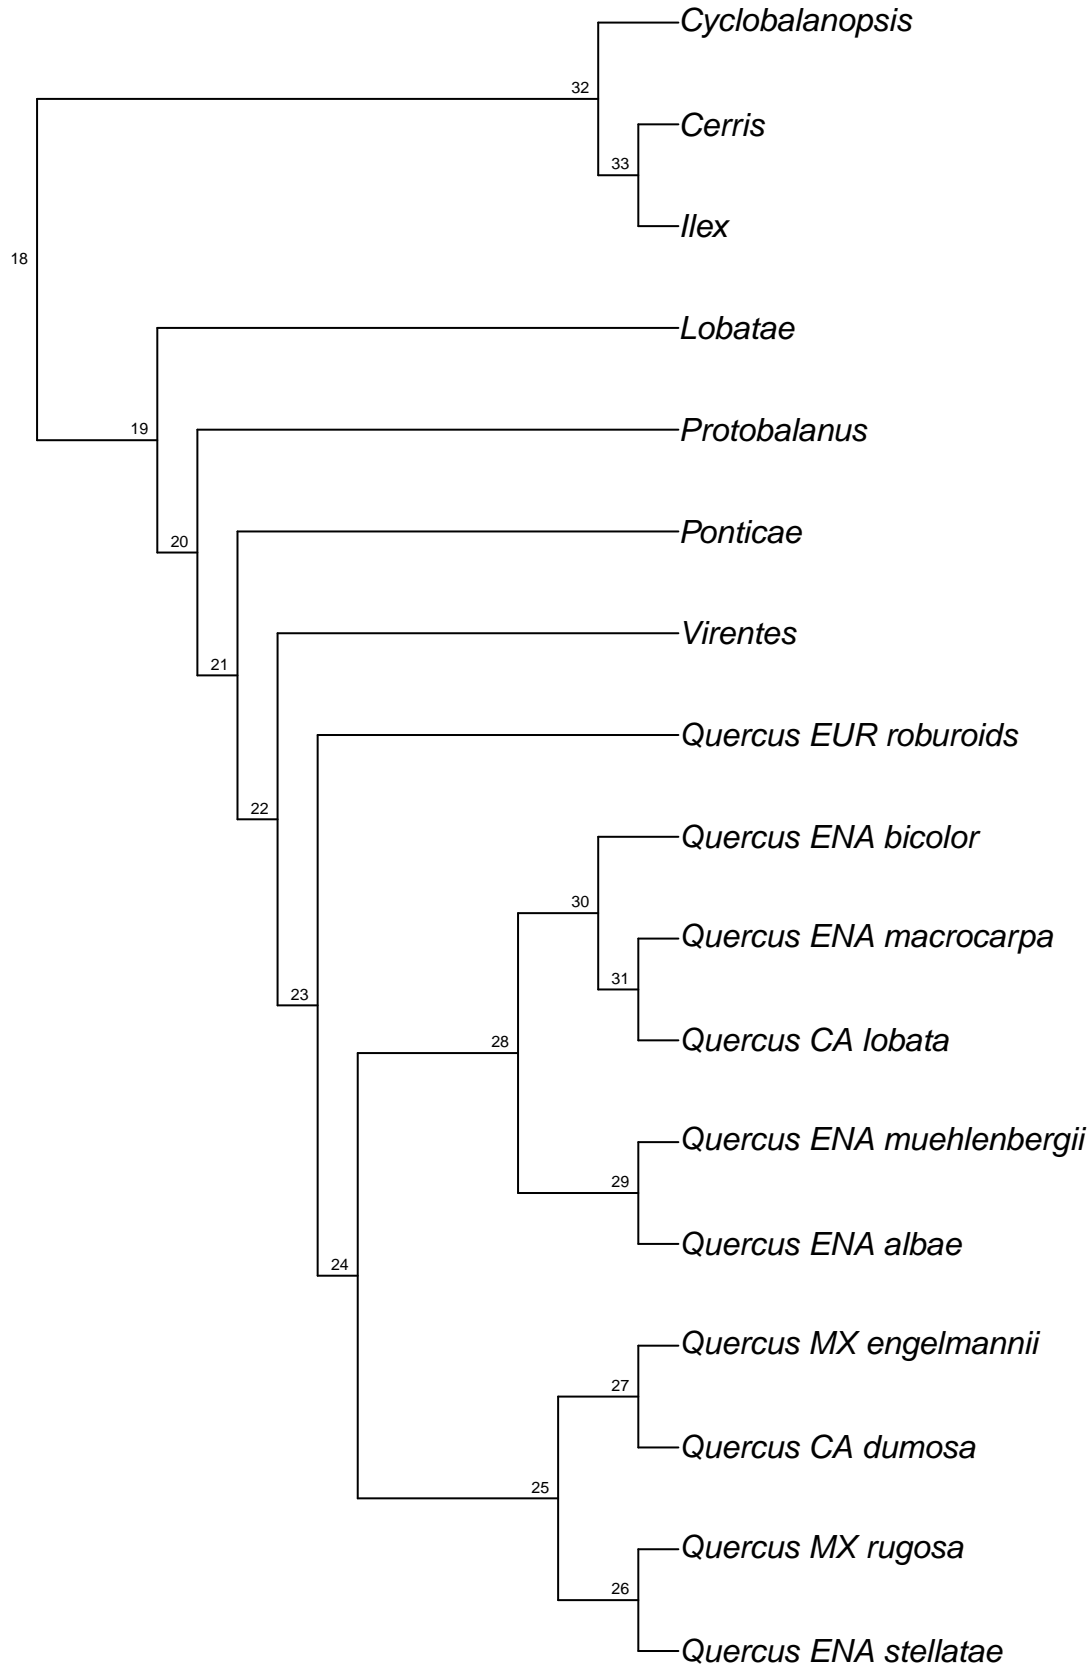 Cyclobalanopsis
32
Cerris
33
Ilex
18
Lobatae
19
Protobalanus
20
Ponticae
21
Virentes
22
Quercus EUR roburoids
23
Quercus ENA bicolor
30
Quercus ENA macrocarpa
31
Quercus CA lobata
28
Quercus ENA muehlenbergii
29
Quercus ENA albae
24
Quercus MX engelmannii
27
Quercus CA dumosa
25
Quercus MX rugosa
26
Quercus ENA stellatae